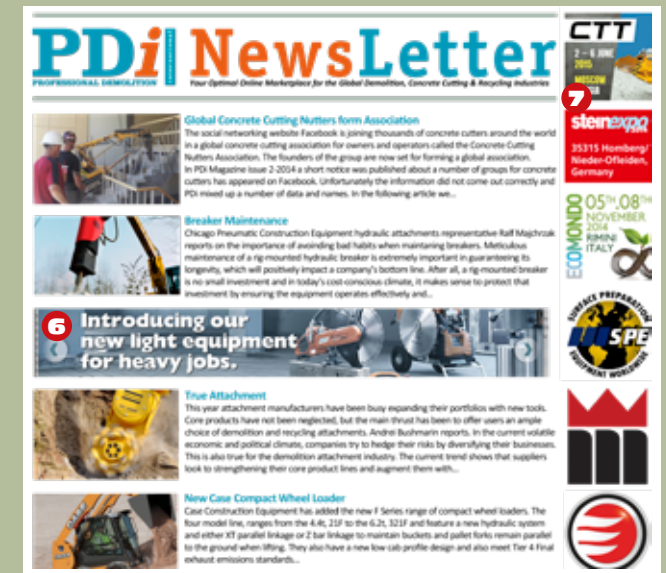 PDi NewsLetter
PROFESSIONAL DEMOLITION INTERNATIONAL
Your Optimal Online Marketplace for the Global Demolition, Concrete Cutting & Recycling Industries
Global Concrete Cutting Nutters form Association
The social networking website Facebook is joining thousands of concrete cutters around the world
in a global concrete cutting association for owners and operators called the Concrete Cutting
Nutters Association. The founders of the group are now set for forming a global association.
In PDi Magazine issue 2-2014 a short notice was published about a number of groups for concrete
cutters has appeared on Facebook. Unfortunately the information did not come out correctly and
PDi mixed up a number of data and names. In the following article we...
Breaker Maintenance
Chicago Pneumatic Construction Equipment hydraulic attachments representative Ralf Majchrzak
reports on the importance of avoinding bad habits when maintaning breakers. Meticulous
maintenance of a rig-mounted hydraulic breaker is extremely important in guaranteeing its
longevity, which will positively impact a company's bottom line. After all, a rig-mounted breaker
is no small investment and in today's cost-conscious climate, it makes sense to protect that
investment by ensuring the equipment operates effectively and...
6
Introducing our
new light equipment
for heavy jobs.
True Attachment
This year attachment manufacturers have been busy expanding their portfolios with new tools.
Core products have not been neglected, but the main thrust has been to offer users an ample
choice of demolition and recycling attachments. Andrei Bushmarin reports. In the current volatile
economic and political climate, companies try to hedge their risks by diversifying their businesses.
This is also true for the demolition attachment industry. The current trend shows that suppliers
look to strengthening their core product lines and augment them with...
New Case Compact Wheel Loader
Case Construction Equipment has added the new F Series range of compact wheel loaders. The
four model line, ranges from the 4.4t, 21F to the 6.2t, 321F and feature a new hydraulic system
and either XT parallel linkage or Z bar linkage to maintain buckets and pallet forks remain parallel
to the ground when lifting. They also have a new low cab profile design and also meet Tier 4 Final
exhaust emissions standards...
CTT
2 – 6 JUNE
2015
MOSCOW
7
steinexpo
35315 Homberg/
Nieder-Ofleiden,
Germany
ECOMONDO
05TH.08TH
NOVEMBER
2014
RIMINI
ITALY
SURFACE PREPARATION
SPE
EQUIPMENT WORLDWIDE